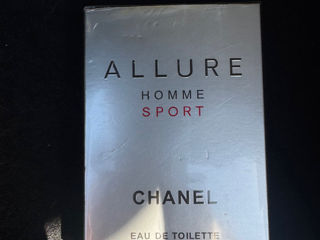 ALLURE
HOMME
SPORT
CHANEL
EAU DE TOILETTE